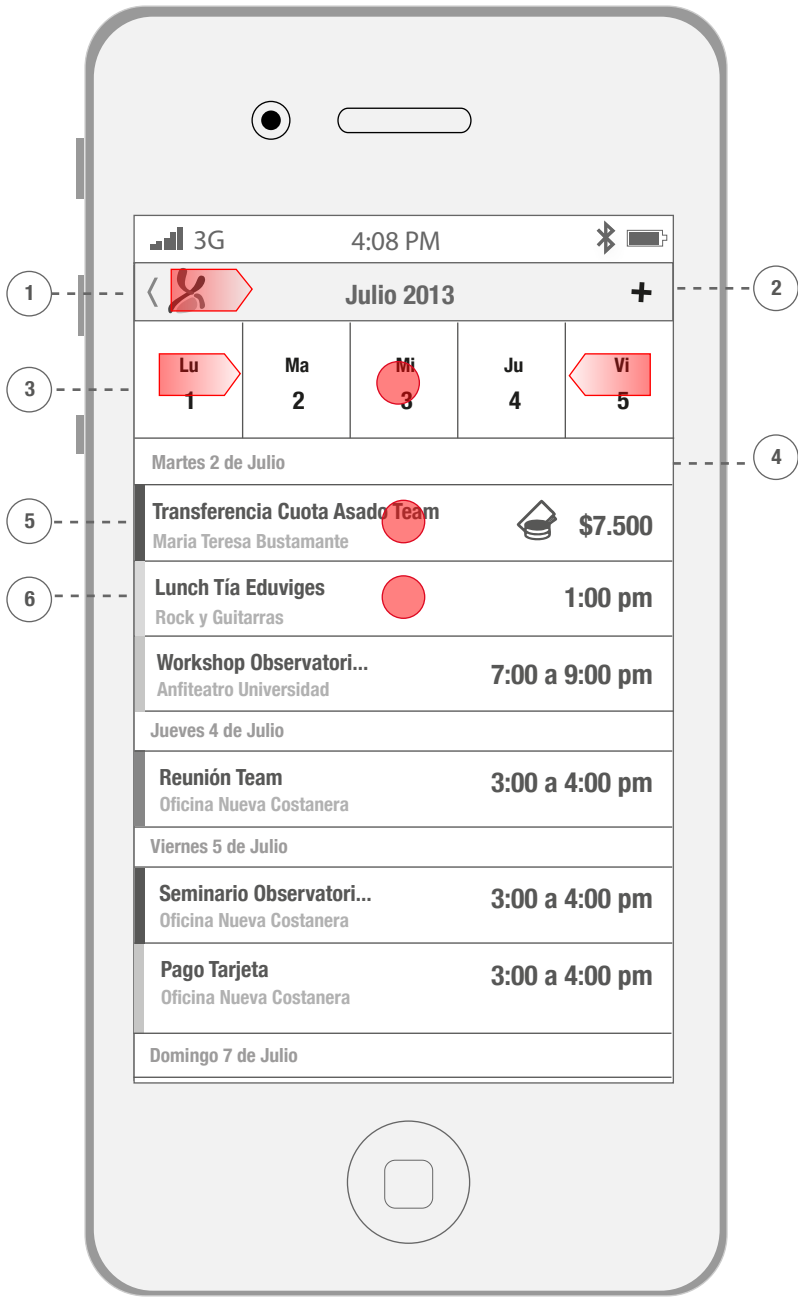 3G 4:08 PM
1 Julio 2013 + 2
Lu Ma Mi Ju Vi
3 1 2 3 4 5
Martes 2 de Julio 4
5 Transferencia Cuota Asado Team $7.500
Maria Teresa Bustamante
6 Lunch Tía Eduviges 1:00 pm
Rock y Guitarras
Workshop Observatori... 7:00 a 9:00 pm
Anfiteatro Universidad
Jueves 4 de Julio
Reunión Team 3:00 a 4:00 pm
Oficina Nueva Costanera
Viernes 5 de Julio
Seminario Observatori... 3:00 a 4:00 pm
Oficina Nueva Costanera
Pago Tarjeta 3:00 a 4:00 pm
Oficina Nueva Costanera
Domingo 7 de Julio